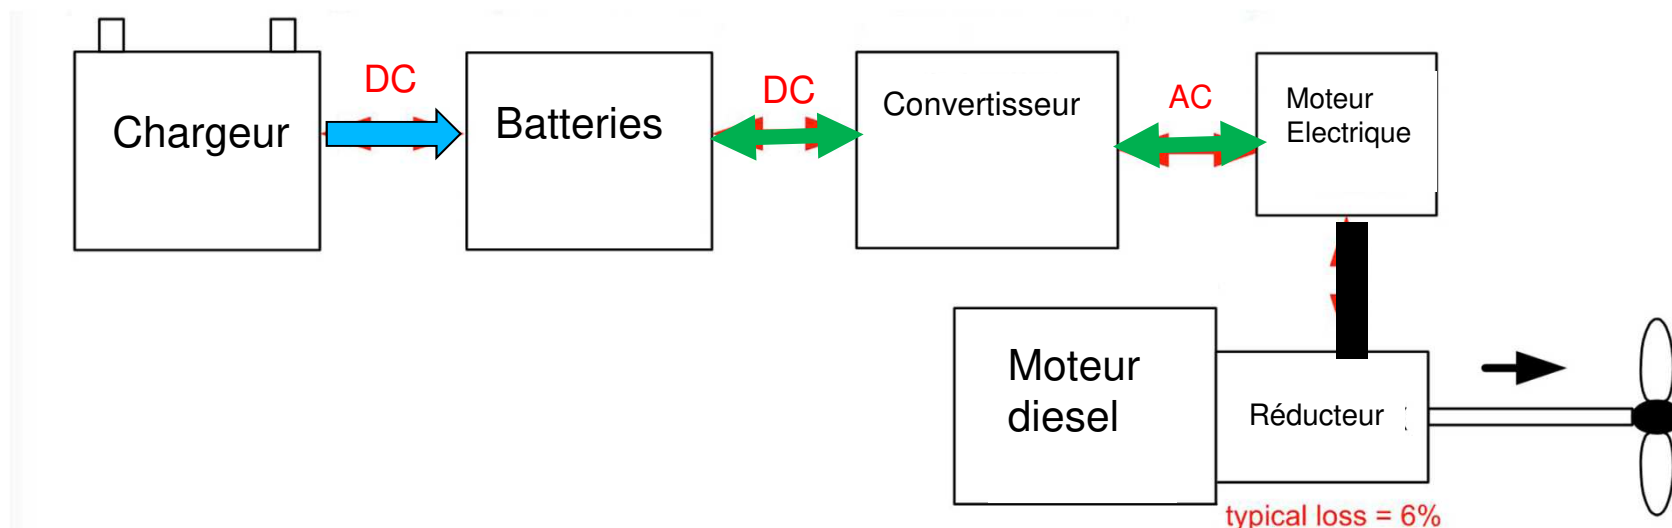 Chargeur
DC
Batteries
DC
Convertisseur
AC
Moteur
Electrique
Moteur
diesel
Réducteur
typical loss = 6%